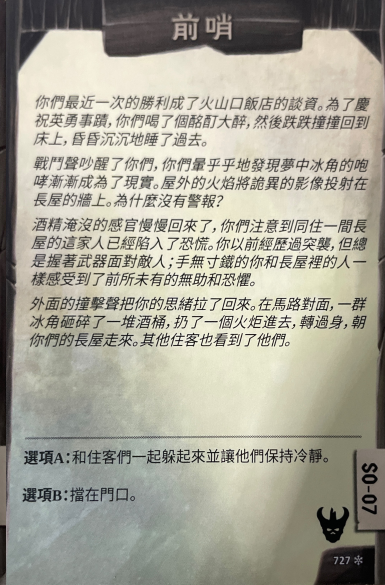 前哨
你們最近一次的勝利成了火山口飯店的談資。為了慶
祝英勇事蹟，你們喝了個酩酊大醉，然後跌跌撞撞回到
床上，昏昏沉沉地睡了過去。
戰鬥聲吵醒了你們，你們暈乎乎地發現夢中冰角的咆
哮漸漸成為了現實。屋外的火焰將詭異的影像投射在
長屋的牆上。為什麼沒有警報？
酒精淹沒的感官慢慢回來了，你們注意到同住一間長
屋的這家人已經陷入了恐慌。你以前經歷過突襲，但總
是握著武器面對敵人；手無寸鐵的你和長屋裡的人一
樣感受到了前所未有的無助和恐懼。
外面的撞擊聲把你的思緒拉了回來。在馬路對面，一群
冰角砸碎了一堆酒桶，扔了一個火炬進去，轉過身，朝
你們的長屋走來。其他住客也看到了他們。
選項A：和住客們一起躲起來並讓他們保持冷靜。
選項B：擋在門口。
SO-07
727